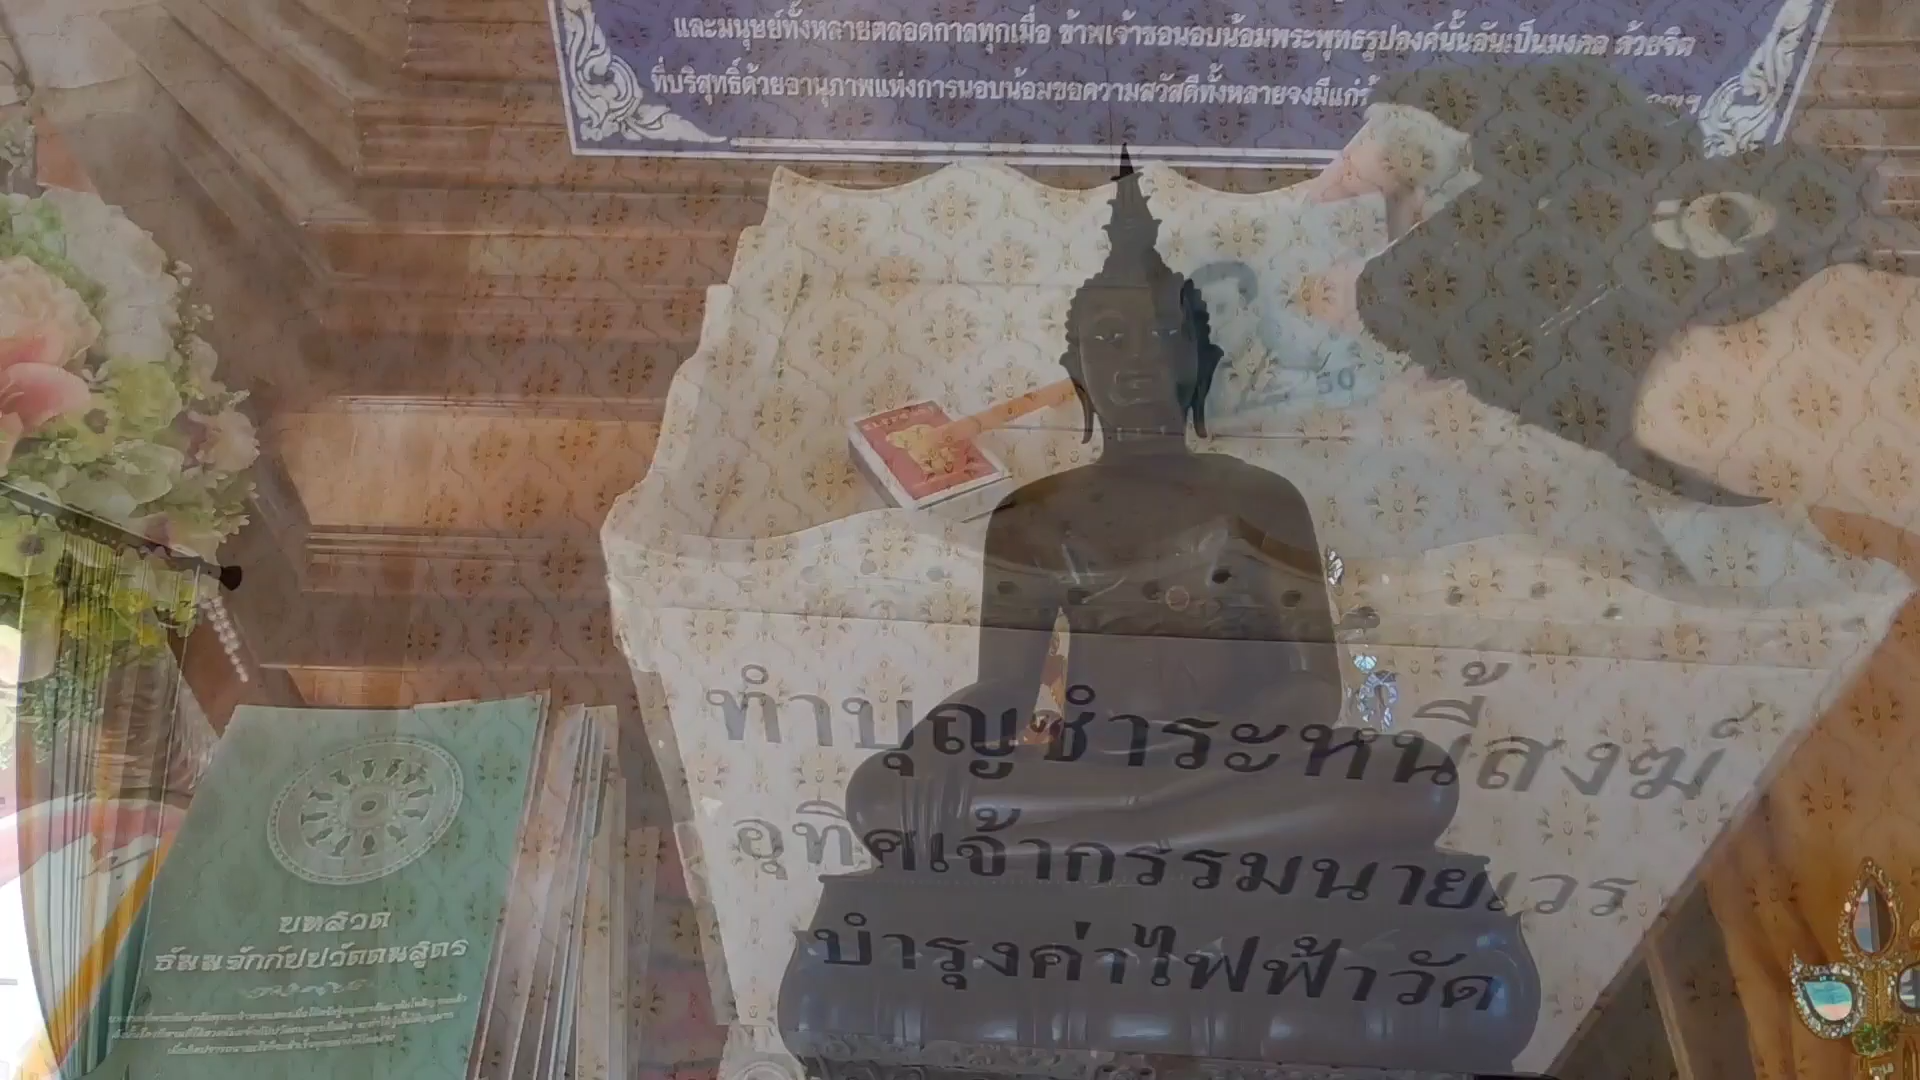 และมนุษย์ทั้งหลายตลอดกาลทุกเมื่อ ข้าพเจ้าขอนอบน้อมพระพุทธรูปองค์นั้นอันเป็นมงคล ด้วยจิต
ที่บริสุทธิ์ด้วยอานุภาพแห่งการนอบน้อมขอความสวัสดีทั้งหลายจงมีแก่
50
ทำบุญชำระหนี้สงฆ์
อุทิศเจ้ากรรมนายเวร
บำรุงค่าไฟฟ้าวัด
บทสวด
ธัมมจักกัปปวัตตนสูตร